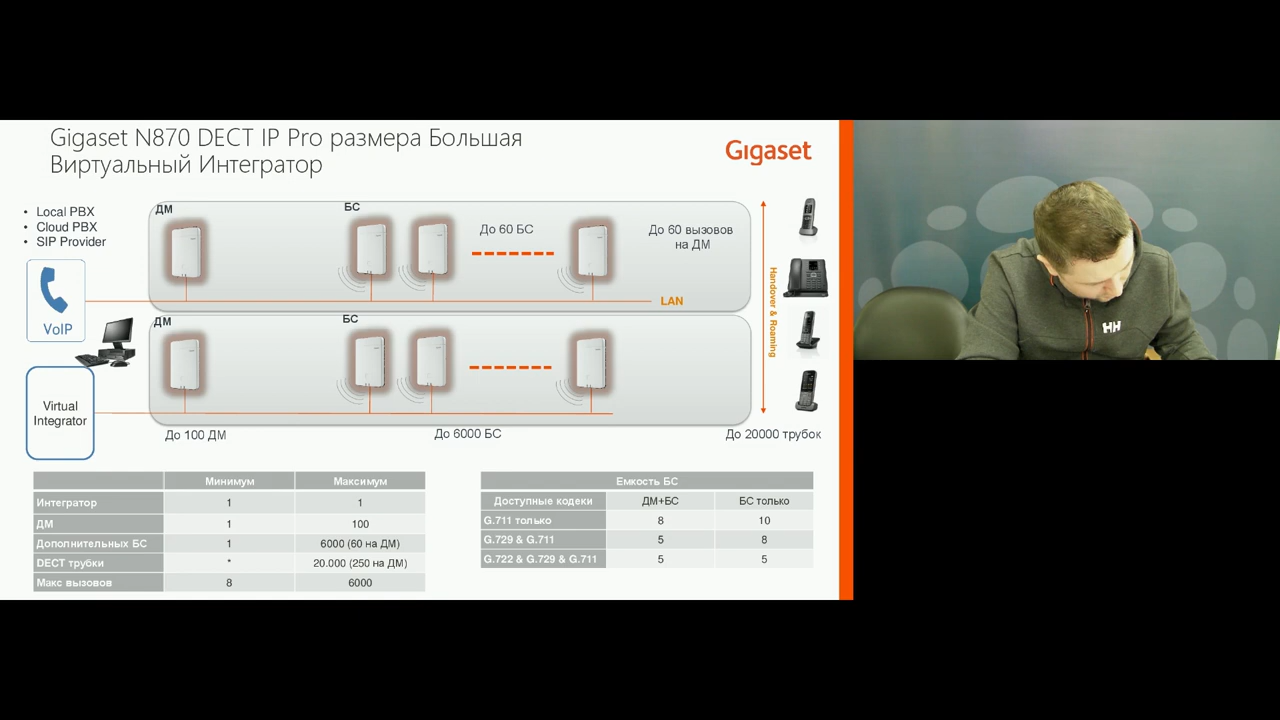 Gigaset N870 DECT IP Pro размера Большая
Виртуальный Интегратор
Gigaset
• Local PBX
• Cloud PBX
• SIP Provider
VoIP
Virtual
Integrator
ДМ
БС
До 60 БС
До 60 вызовов
на ДМ
LAN
ДМ
БС
Handover & Roaming
До 100 ДМ
До 6000 БС
До 20000 трубок
Минимум Максимум
Интегратор 1 1
ДМ 1 100
Дополнительных БС 1 6000 (60 на ДМ)
DECT трубки * 20.000 (250 на ДМ)
Макс вызовов 8 6000
Емкость БС
Доступные кодеки ДМ+БС БС только
G.711 только 8 10
G.729 & G.711 5 8
G.722 & G.729 & G.711 5 5
HH